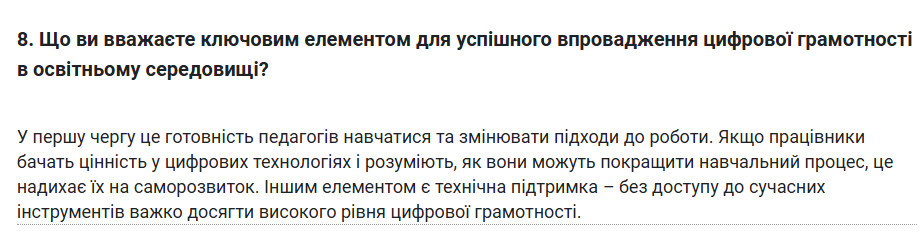 8. Що ви вважаєте ключовим елементом для успішного впровадження цифрової грамотності
в освітньому середовищі?
У першу чергу це готовність педагогів навчатися та змінювати підходи до роботи. Якщо працівники
бачать цінність у цифрових технологіях і розуміють, як вони можуть покращити навчальний процес, це
надихає їх на саморозвиток. Іншим елементом є технічна підтримка – без доступу до сучасних
інструментів важко досягти високого рівня цифрової грамотності.